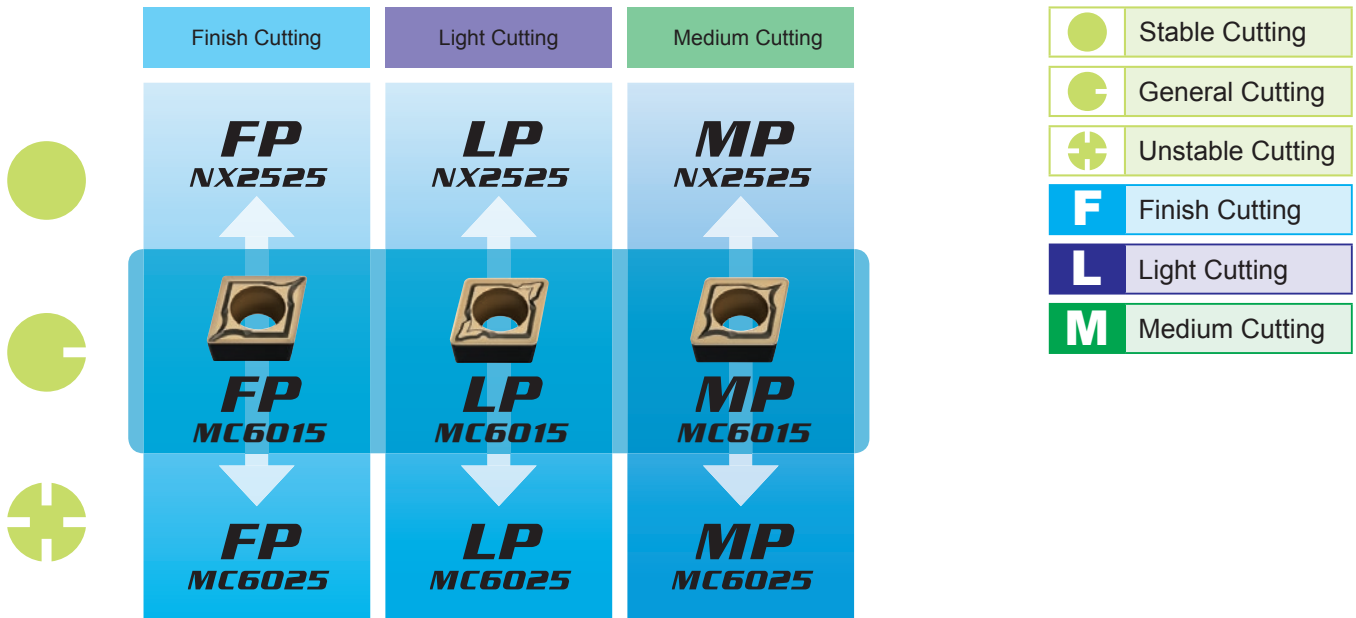 Finish Cutting
Light Cutting
Medium Cutting
FP
NX2525
LP
NX2525
MP
NX2525
FP
MC6015
LP
MC6015
MP
MC6015
FP
MC6025
LP
MC6025
MP
MC6025
Stable Cutting
General Cutting
Unstable Cutting
F Finish Cutting
L Light Cutting
M Medium Cutting